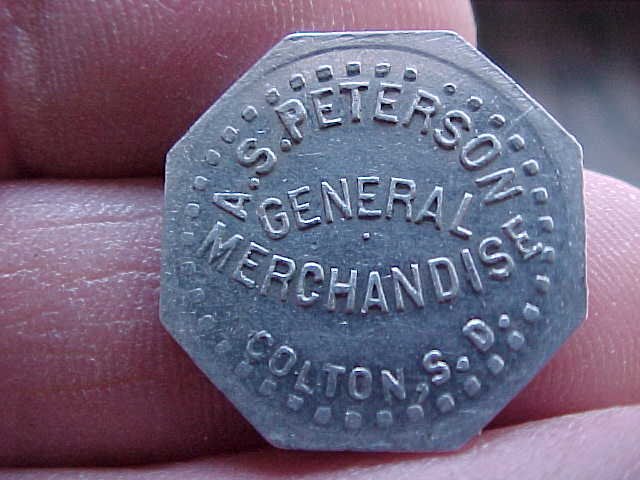 A.S.PETERSON
GENERAL
MERCHANDISE
COLTON, S.D.